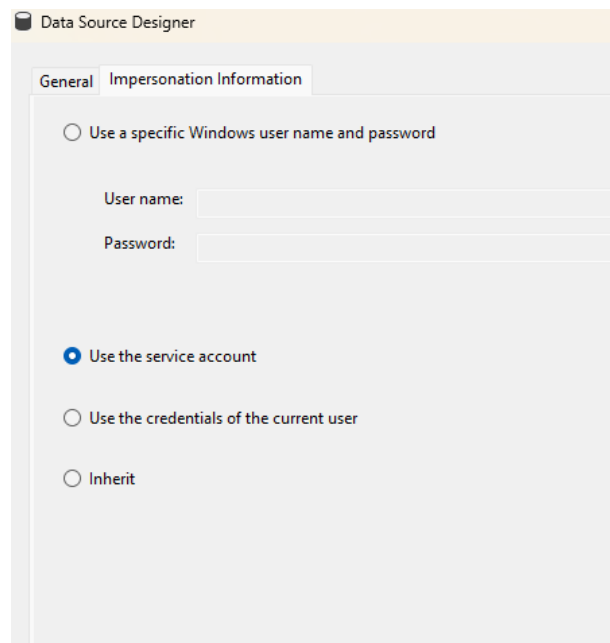 Data Source Designer
General
Impersonation Information
Use a specific Windows user name and password
User name:
Password:
Use the service account
Use the credentials of the current user
Inherit